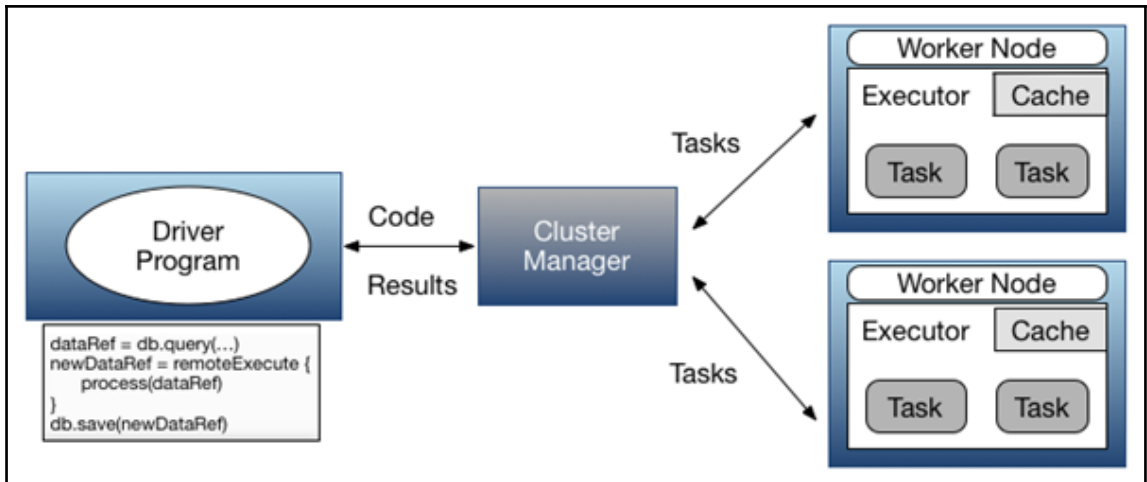 Driver
Program
dataRef = db.query(…)
newDataRef = remoteExecute {
process(dataRef)
}
db.save(newDataRef)
Code
Results
Cluster
Manager
Tasks
Tasks
Worker Node
Executor Cache
Task Task
Worker Node
Executor Cache
Task Task